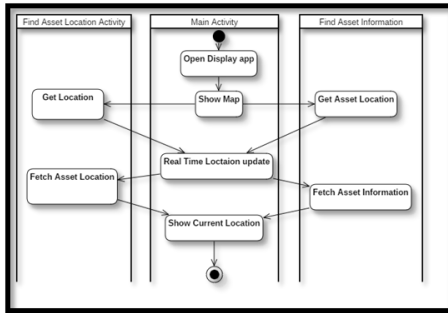 Find Asset Location Activity
Main Activity
Find Asset Information
Open Display app
Get Location
Show Map
Get Asset Location
Real Time Loctaion update
Fetch Asset Location
Fetch Asset Information
Show Current Location